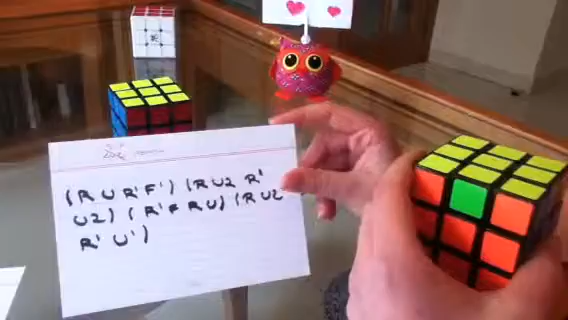 (R U R' F') (R U2 R'
U2) (R' F R U) (R U2
R' U')